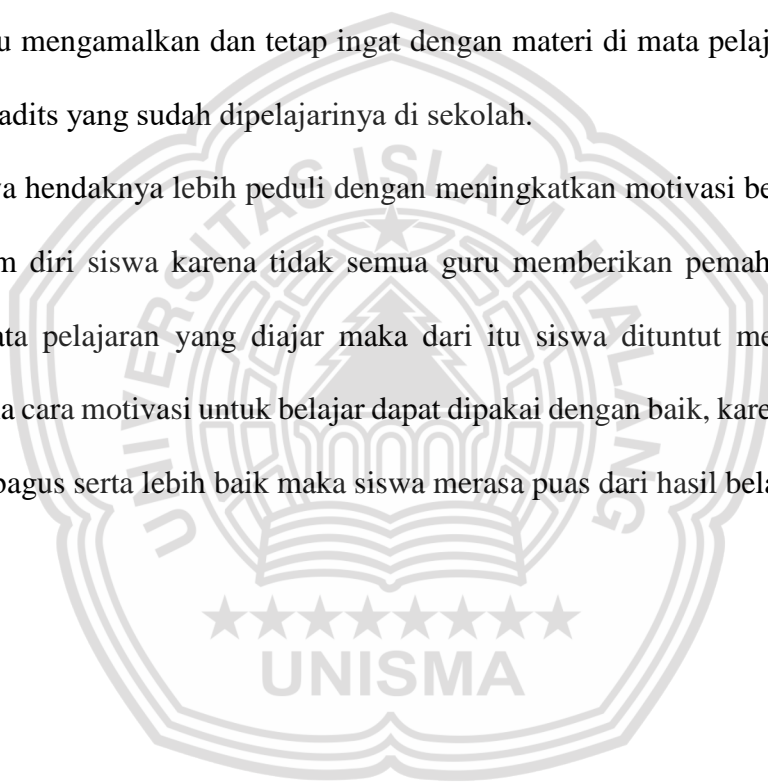 u mengamalkan dan tetap ingat dengan materi di mata pelaj
adits yang sudah dipelajarinya di sekolah.
a hendaknya lebih peduli dengan meningkatkan motivasi be
m diri siswa karena tidak semua guru memberikan pemah
ata pelajaran yang diajar maka dari itu siswa dituntut me
a cara motivasi untuk belajar dapat dipakai dengan baik, kare
bagus serta lebih baik maka siswa merasa puas dari hasil bela
UNIVERSITAS ISLAM MALANG
UNISMA